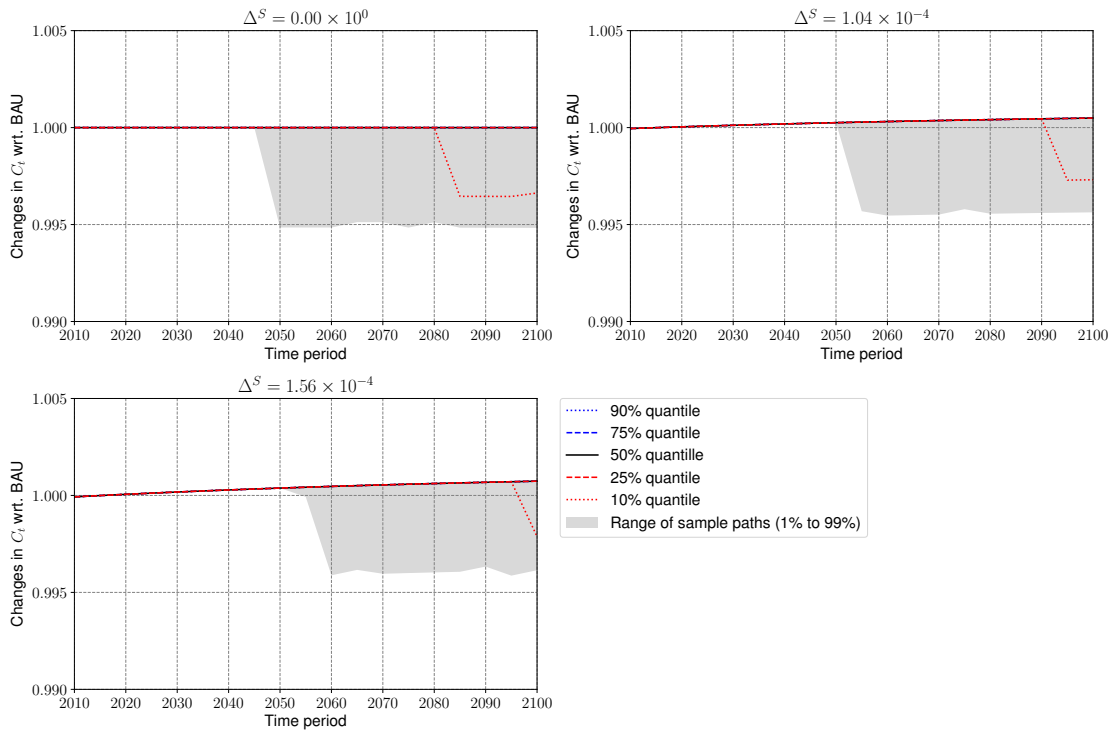 Δ^S = 0.00 × 10^0
Changes in C_t wrt. BAU
1.005
1.000
0.995
0.990
2010 2020 2030 2040 2050 2060 2070 2080 2090 2100
Time period
Δ^S = 1.04 × 10^−4
Changes in C_t wrt. BAU
1.005
1.000
0.995
0.990
2010 2020 2030 2040 2050 2060 2070 2080 2090 2100
Time period
Δ^S = 1.56 × 10^−4
Changes in C_t wrt. BAU
1.005
1.000
0.995
0.990
2010 2020 2030 2040 2050 2060 2070 2080 2090 2100
Time period
90% quantile
75% quantile
50% quantille
25% quantile
10% quantile
Range of sample paths (1% to 99%)